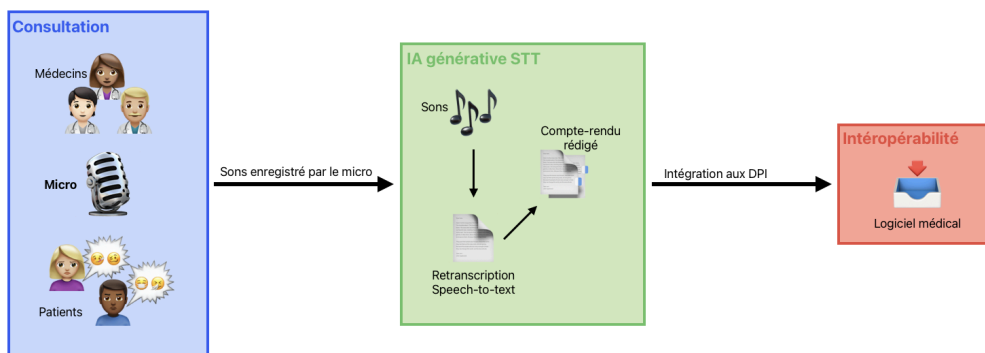 Consultation
Médecins
Micro
Patients
Sons enregistré par le micro
IA générative STT
Sons
Retranscription
Speech-to-text
Compte-rendu
rédigé
Intégration aux DPI
Intéropérabilité
Logiciel médical